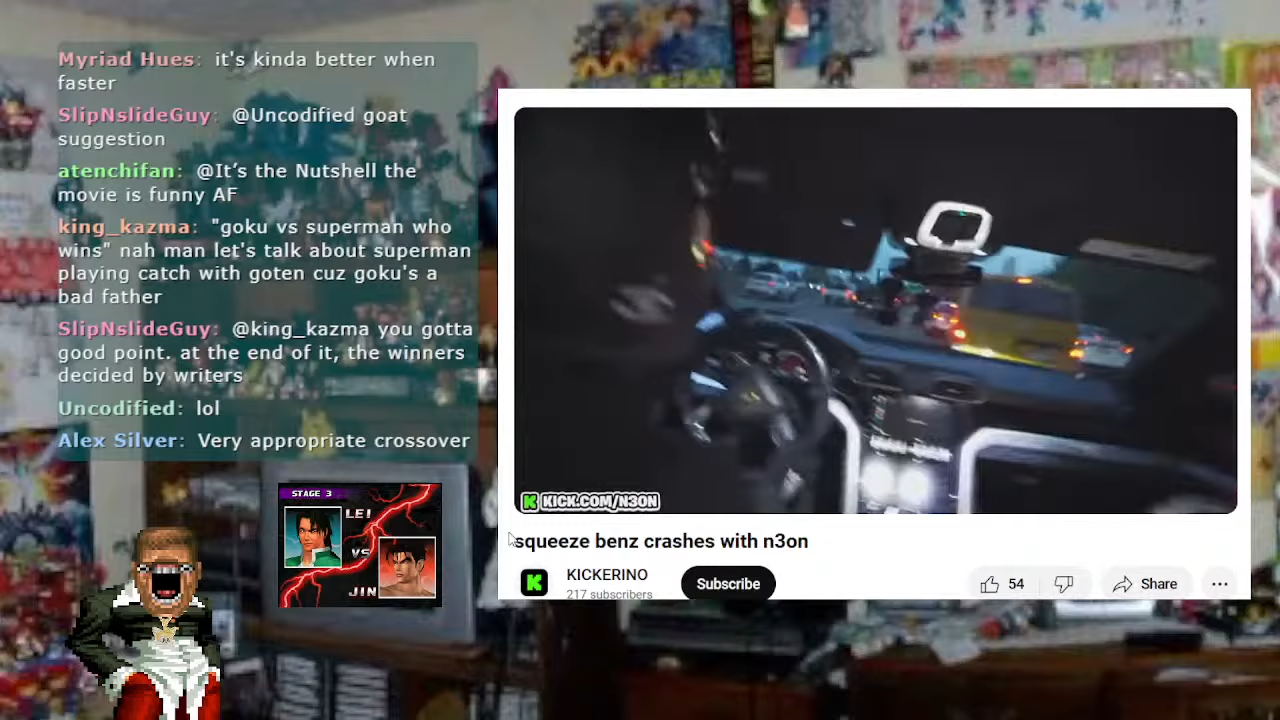 Myriad Hues: it's kinda better when
faster
SlipNslideGuy: @Uncodified goat
suggestion
atenchifan: @It's the Nutshell the
movie is funny AF
king_kazma: "goku vs superman who
wins" nah man let's talk about superman
playing catch with goten cuz goku's a
bad father
SlipNslideGuy: @king_kazma you gotta
good point. at the end of it, the winners
decided by writers
Uncodified: lol
Alex Silver: Very appropriate crossover
STAGE 3
LEI
VS
JIN
K KICK.COM/N3ON
squeeze benz crashes with n3on
K
KICKERINO
217 subscribers
Subscribe
54
Share